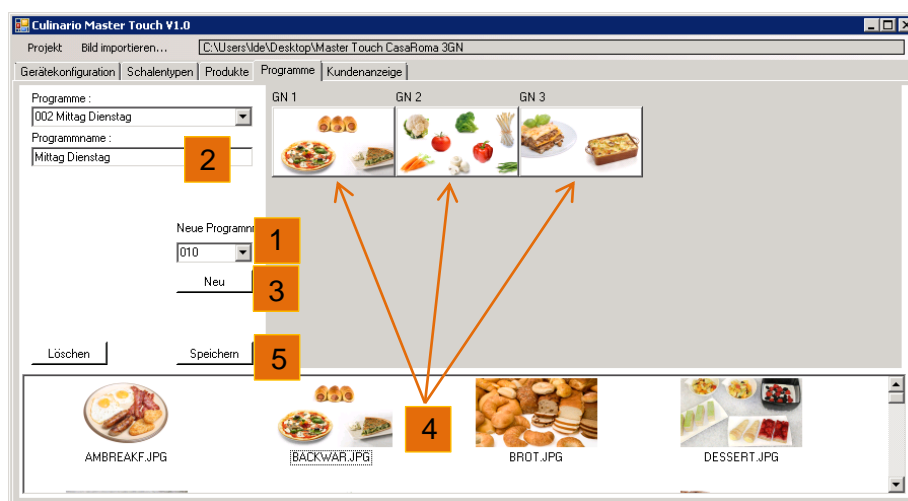 Culinario Master Touch V1.0
Projekt Bild importieren... C:\Users\lde\Desktop\Master Touch CasaRoma 3GN
Gerätekonfiguration Schalentypen Produkte Programme Kundenanzeige
Programme :
002 Mittag Dienstag
Programmname :
Mittag Dienstag
2
GN 1 GN 2 GN 3
Neue Programmn
010
1
Neu
3
Löschen Speichern
5
4
AMBREAKF.JPG BACKWAR.JPG BROT.JPG DESSERT.JPG